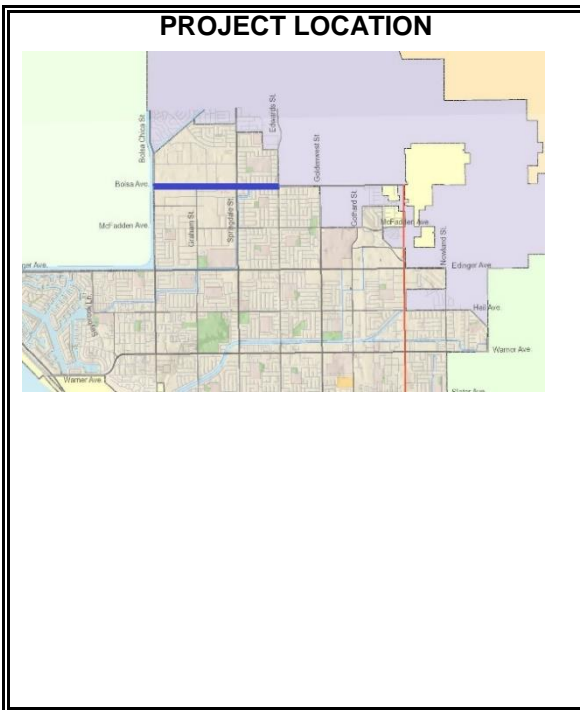 PROJECT LOCATION
Edwards St.
Bolsa Chica St.
Goldenwest St.
Bolsa Ave.
Graham St.
Springdale St.
Gothard St.
McFadden Ave.
McFadden Ave.
Newland St.
ger Ave.
Edinger Ave.
Heil Ave.
Warner Ave.
Warner Ave.